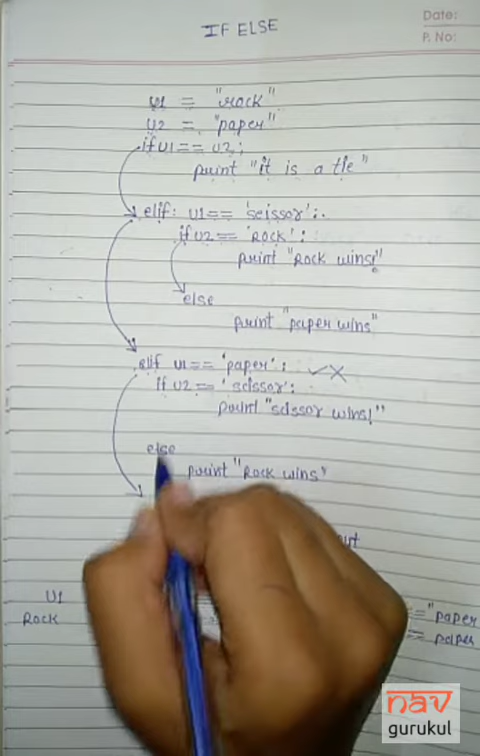 Date:
P. No:
IF ELSE
U1 = "rock"
U2 = "paper"
if U1 == U2;
print "it is a tie"
elif: U1 == 'scissor':
if U2 == 'Rock':
print "Rock wins!"
else
print "paper wins"
elif U1 == 'paper':
if U2 == 'scissor':
print "scissor wins!"
else
print "Rock wins"
U1
Rock
= "paper
== paper
nav
gurukul